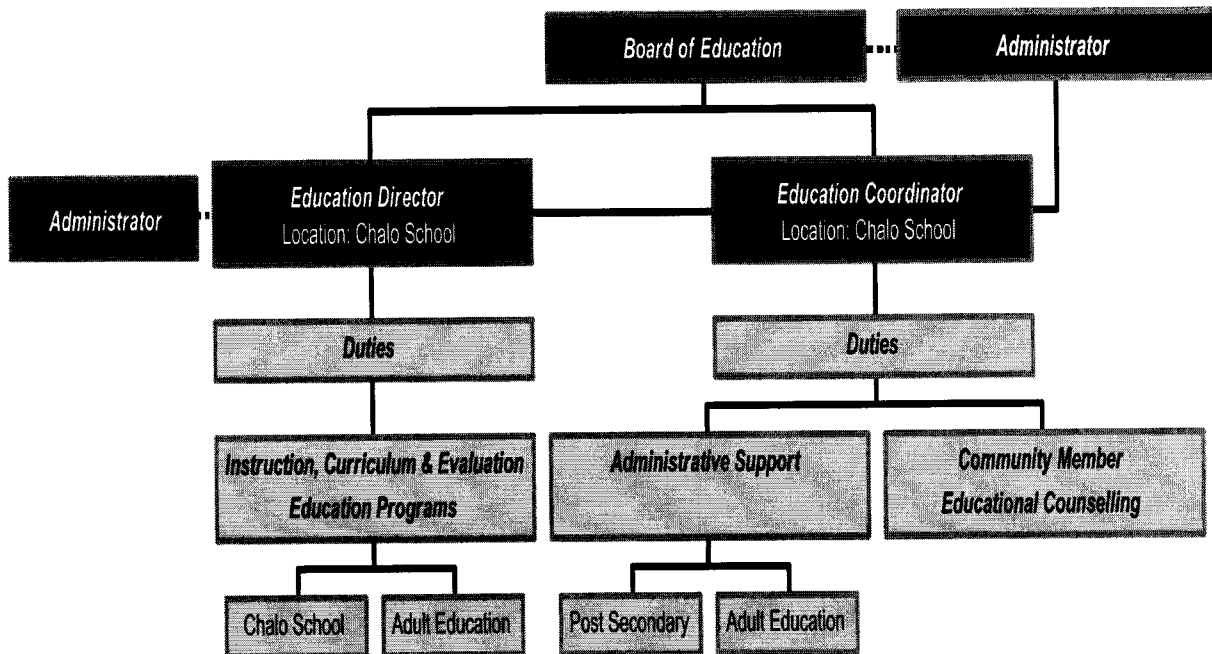 Board of Education
Administrator
Administrator
Education Director
Location: Chalo School
Education Coordinator
Location: Chalo School
Duties
Duties
Instruction, Curriculum & Evaluation
Education Programs
Administrative Support
Community Member
Educational Counselling
Chalo School
Adult Education
Post Secondary
Adult Education